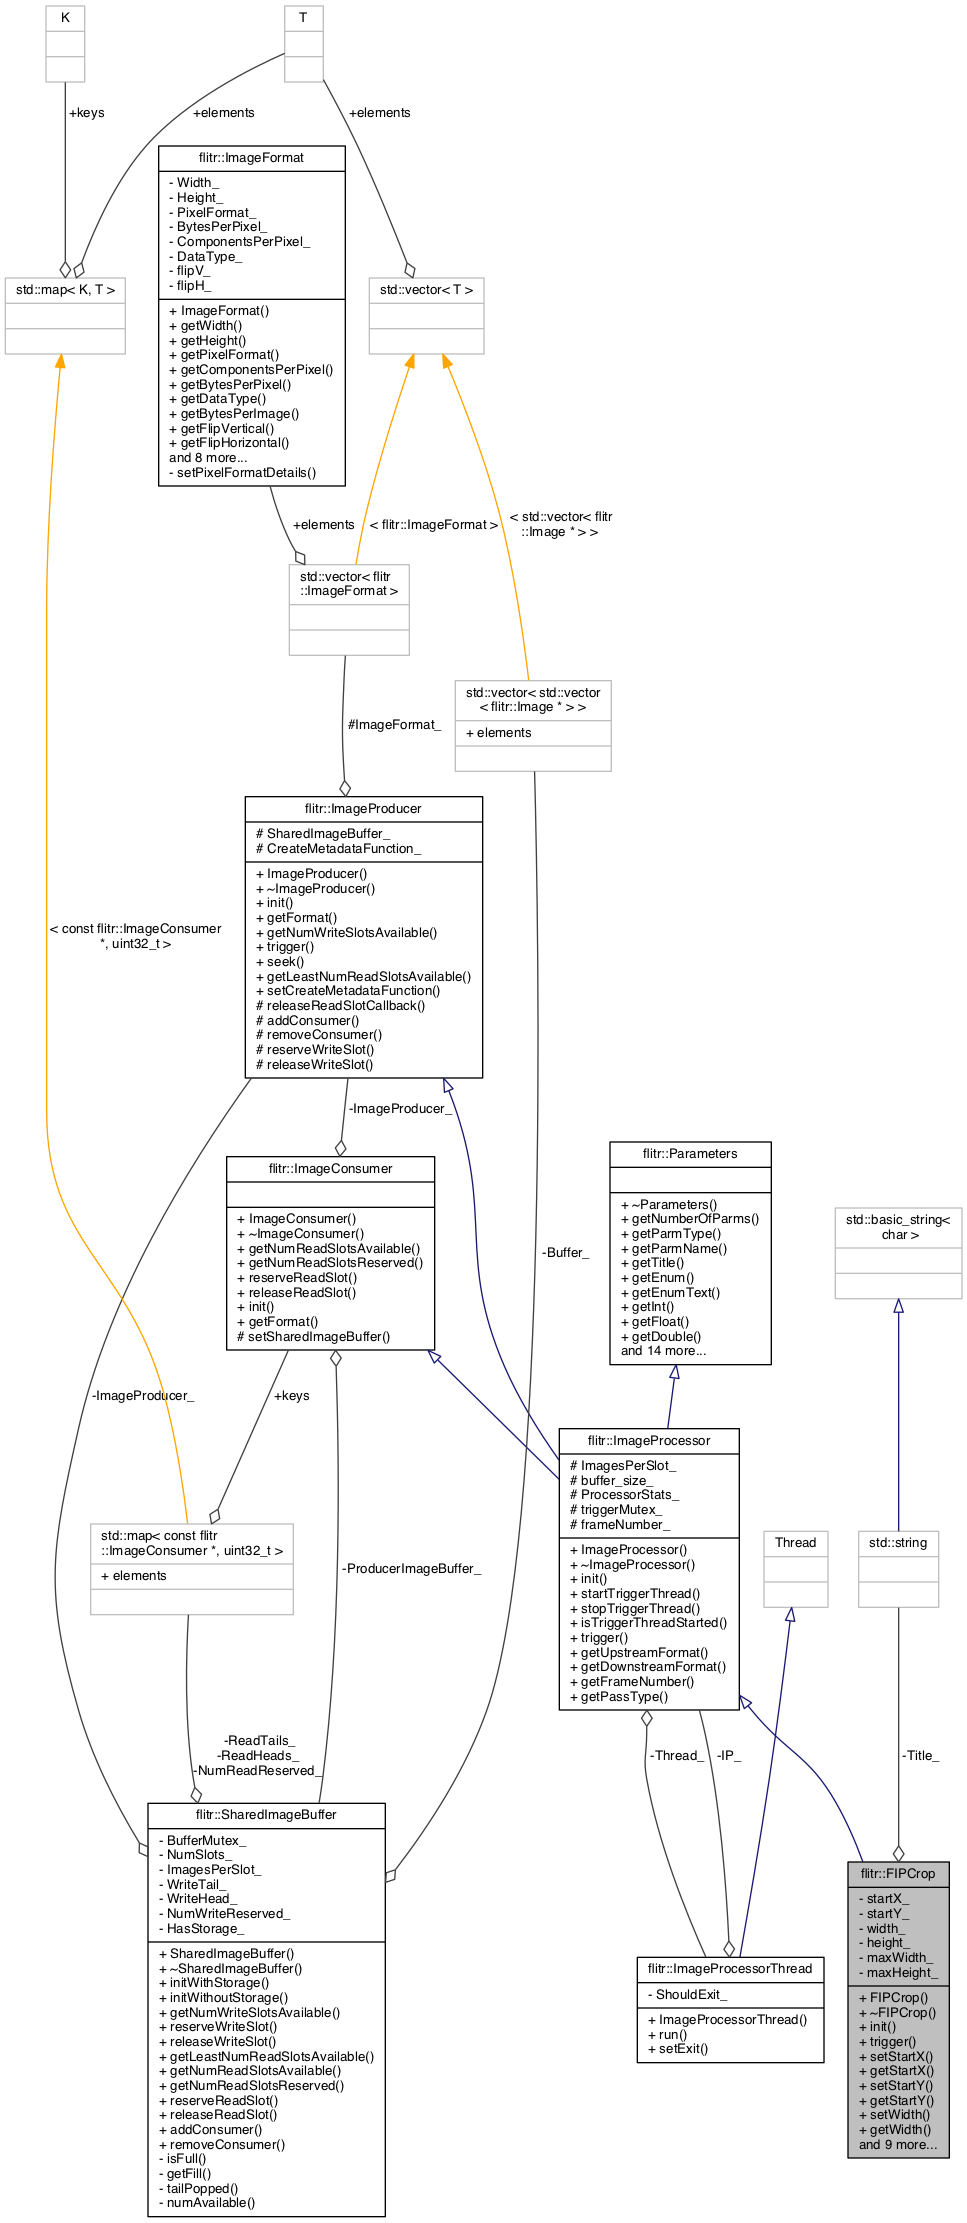 K
T
+keys
+elements
+elements
flitr::ImageFormat
- Width_
- Height_
- PixelFormat_
- BytesPerPixel_
- ComponentsPerPixel_
- DataType_
- flipV_
- flipH_
+ ImageFormat()
+ getWidth()
+ getHeight()
+ getPixelFormat()
+ getComponentsPerPixel()
+ getBytesPerPixel()
+ getDataType()
+ getBytesPerImage()
+ getFlipVertical()
+ getFlipHorizontal()
and 8 more...
- setPixelFormatDetails()
std::map< K, T >
std::vector< T >
+elements
< flitr::ImageFormat >
< std::vector< flitr
::Image * > >
std::vector< flitr
::ImageFormat >
std::vector< std::vector
< flitr::Image * > >
+ elements
#ImageFormat_
flitr::ImageProducer
# SharedImageBuffer_
# CreateMetadataFunction_
+ ImageProducer()
+ ~ImageProducer()
+ init()
+ getFormat()
+ getNumWriteSlotsAvailable()
+ trigger()
+ seek()
+ getLeastNumReadSlotsAvailable()
+ setCreateMetadataFunction()
# releaseReadSlotCallback()
# addConsumer()
# removeConsumer()
# reserveWriteSlot()
# releaseWriteSlot()
< const flitr::ImageConsumer
*, uint32_t >
-ImageProducer_
flitr::ImageConsumer
+ ImageConsumer()
+ ~ImageConsumer()
+ getNumReadSlotsAvailable()
+ getNumReadSlotsReserved()
+ reserveReadSlot()
+ releaseReadSlot()
+ init()
+ getFormat()
# setSharedImageBuffer()
-Buffer_
flitr::Parameters
+ ~Parameters()
+ getNumberOfParms()
+ getParmType()
+ getParmName()
+ getTitle()
+ getEnum()
+ getEnumText()
+ getInt()
+ getFloat()
+ getDouble()
and 14 more...
std::basic_string<
char >
-ImageProducer_
+keys
flitr::ImageProcessor
# ImagesPerSlot_
# buffer_size_
# ProcessorStats_
# triggerMutex_
# frameNumber_
+ ImageProcessor()
+ ~ImageProcessor()
+ init()
+ startTriggerThread()
+ stopTriggerThread()
+ isTriggerThreadStarted()
+ trigger()
+ getUpstreamFormat()
+ getDownstreamFormat()
+ getFrameNumber()
+ getPassType()
std::map< const flitr
::ImageConsumer *, uint32_t >
+ elements
-ProducerImageBuffer_
Thread
std::string
-ReadTails_
-ReadHeads_
-NumReadReserved_
-Thread_
-IP_
-Title_
flitr::SharedImageBuffer
- BufferMutex_
- NumSlots_
- ImagesPerSlot_
- WriteTail_
- WriteHead_
- NumWriteReserved_
- HasStorage_
+ SharedImageBuffer()
+ ~SharedImageBuffer()
+ initWithStorage()
+ initWithoutStorage()
+ getNumWriteSlotsAvailable()
+ reserveWriteSlot()
+ releaseWriteSlot()
+ getLeastNumReadSlotsAvailable()
+ getNumReadSlotsAvailable()
+ getNumReadSlotsReserved()
+ reserveReadSlot()
+ releaseReadSlot()
+ addConsumer()
+ removeConsumer()
- isFull()
- getFill()
- tailPopped()
- numAvailable()
flitr::ImageProcessorThread
- ShouldExit_
+ ImageProcessorThread()
+ run()
+ setExit()
flitr::FIPCrop
- startX_
- startY_
- width_
- height_
- maxWidth_
- maxHeight_
+ FIPCrop()
+ ~FIPCrop()
+ init()
+ trigger()
+ setStartX()
+ getStartX()
+ setStartY()
+ getStartY()
+ setWidth()
+ getWidth()
and 9 more...